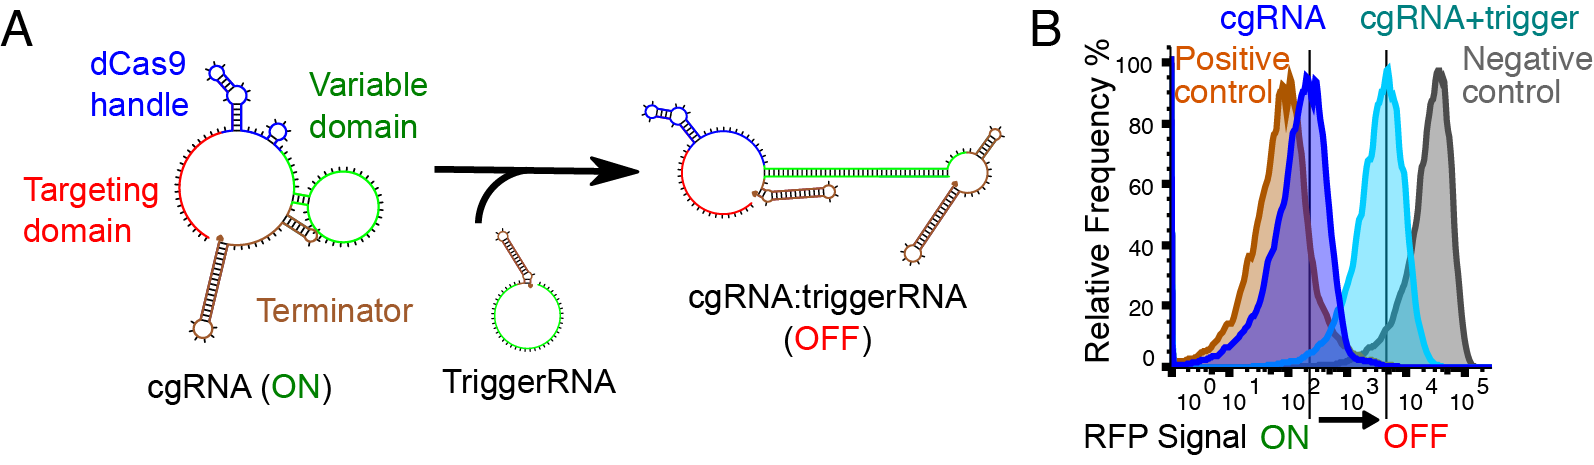 A
dCas9
handle
Variable
domain
Targeting
domain
Terminator
cgRNA (ON)
TriggerRNA
cgRNA:triggerRNA
(OFF)
B
cgRNA
cgRNA+trigger
Positive
control
Negative
control
Relative Frequency %
100
80
60
40
20
0
10 0 10 1 10 2 10 3 10 4 10 5
RFP Signal ON OFF